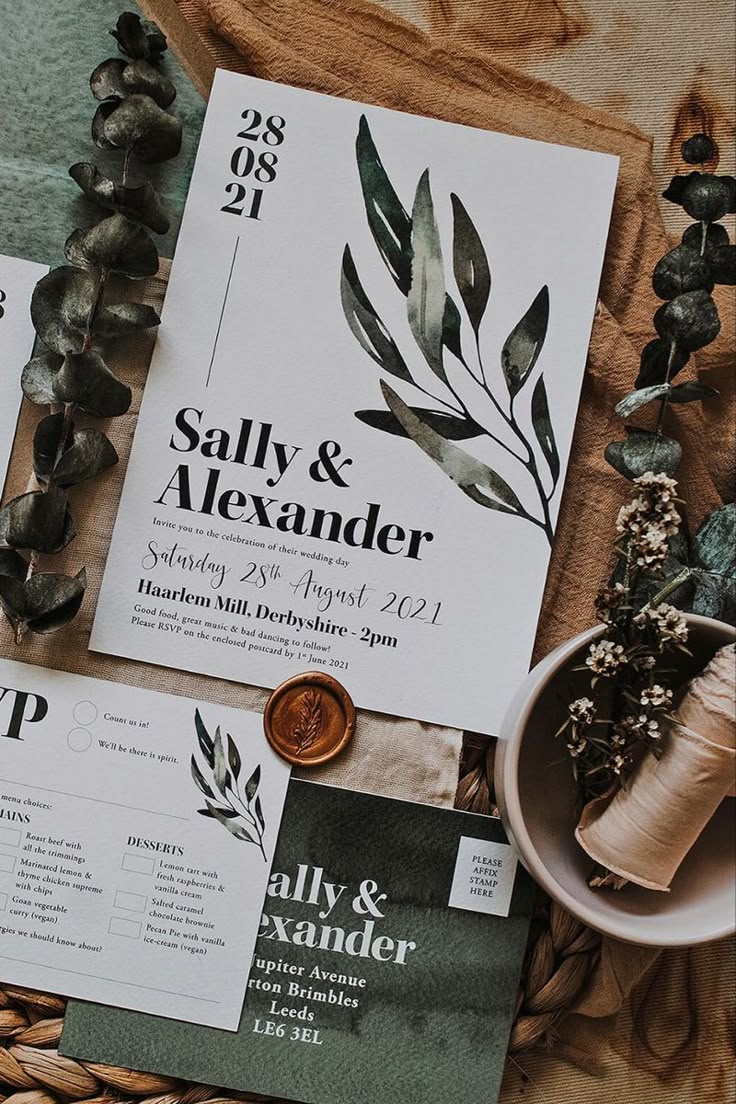 28
08
21
Sally &
Alexander
Invite you to the celebration of their wedding day
Saturday 28th August 2021
Haarlem Mill, Derbyshire - 2pm
Good food, great music & bad dancing to follow!
Please RSVP on the enclosed postcard by 1st June 2021
VP
Count us in!
We'll be there is spirit.
menu choices:
AINS
Roast beef with
all the trimmings
Marinated lemon &
thyme chicken supreme
with chips
Goan vegetable
curry (vegan)
DESSERTS
Lemon tart with
fresh raspberries &
vanilla cream
Salted caramel
chocolate brownie
Pecan Pie with vanilla
ice-cream (vegan)
ergies we should know about?
PLEASE
AFFIX
STAMP
HERE
ally &
exander
upiter Avenue
rton Brimbles
Leeds
LE6 3EL